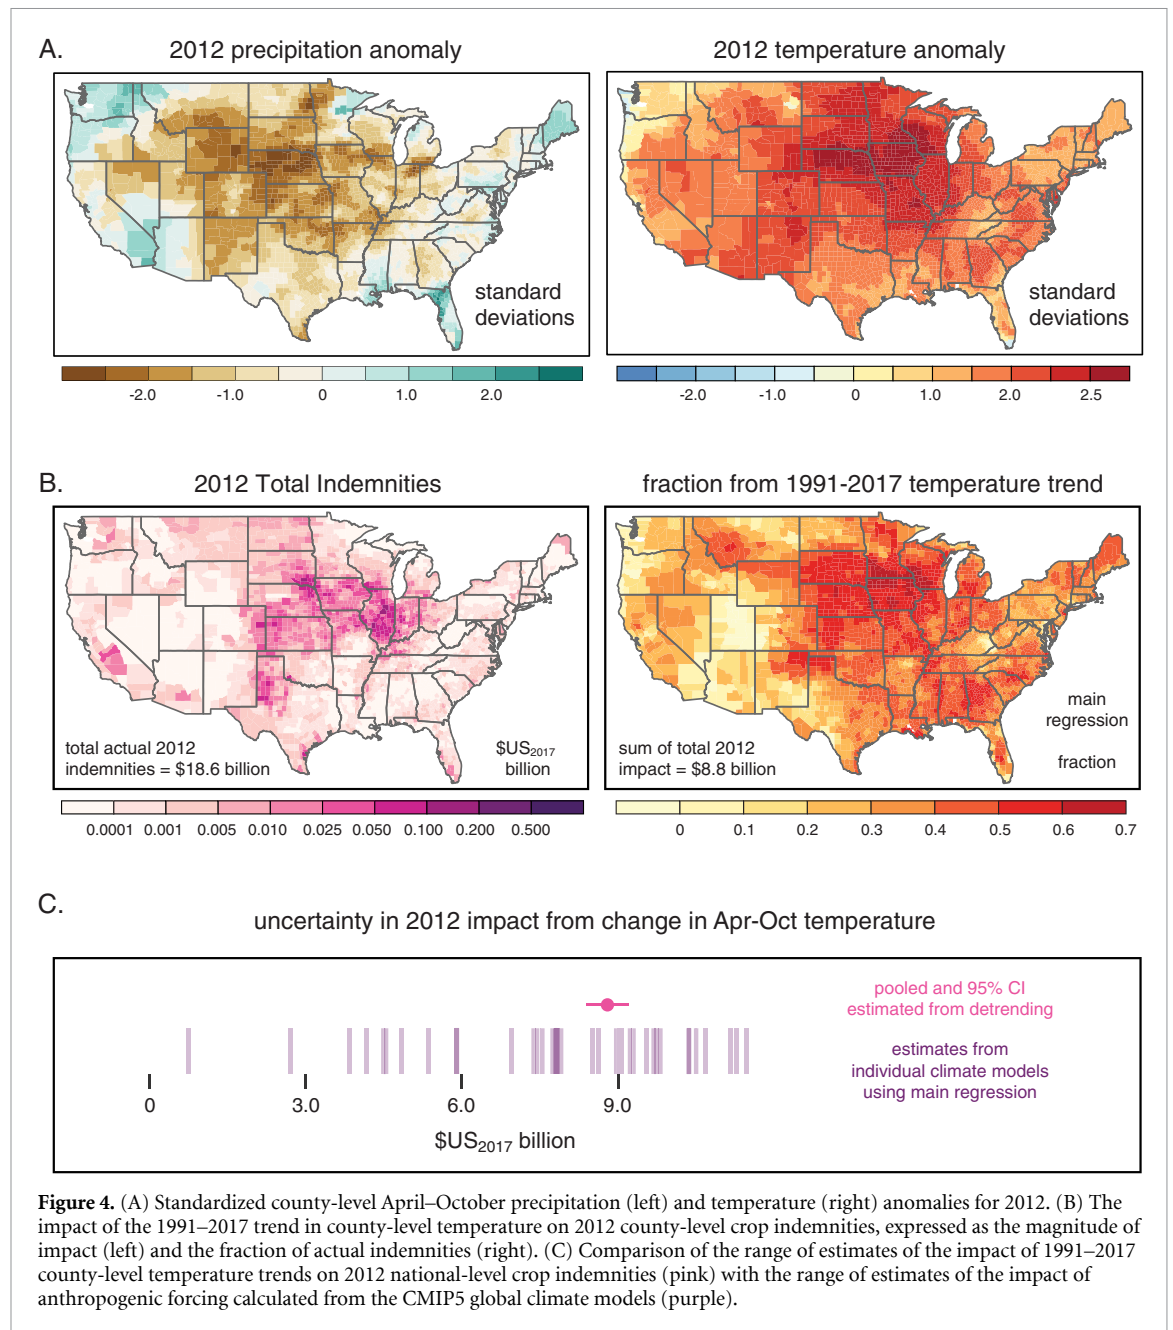 A.
2012 precipitation anomaly
2012 temperature anomaly
standard
deviations
standard
deviations
-2.0 -1.0 0 1.0 2.0
-2.0 -1.0 0 1.0 2.0 2.5
B.
2012 Total Indemnities
fraction from 1991-2017 temperature trend
total actual 2012
indemnities = $18.6 billion
$US2017
billion
main
regression
fraction
sum of total 2012
impact = $8.8 billion
0.0001 0.001 0.005 0.010 0.025 0.050 0.100 0.200 0.500
0 0.1 0.2 0.3 0.4 0.5 0.6 0.7
C.
uncertainty in 2012 impact from change in Apr-Oct temperature
pooled and 95% CI
estimated from detrending
estimates from
individual climate models
using main regression
0 3.0 6.0 9.0
$US2017 billion
Figure 4. (A) Standardized county-level April–October precipitation (left) and temperature (right) anomalies for 2012. (B) The
impact of the 1991–2017 trend in county-level temperature on 2012 county-level crop indemnities, expressed as the magnitude of
impact (left) and the fraction of actual indemnities (right). (C) Comparison of the range of estimates of the impact of 1991–2017
county-level temperature trends on 2012 national-level crop indemnities (pink) with the range of estimates of the impact of
anthropogenic forcing calculated from the CMIP5 global climate models (purple).